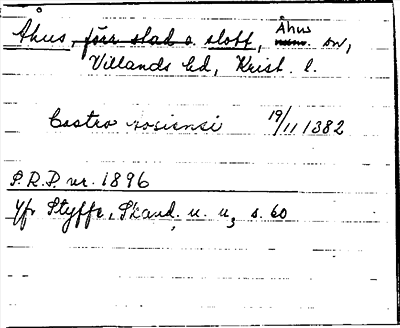 Åhus, förr stad o. slott, Åhus sn,
Villands hd, Krist. l.
Castro aosiensi 19/11 1382
S.R.P. nr. 1896
Jfr Styffe, Skand. u. u, s. 60